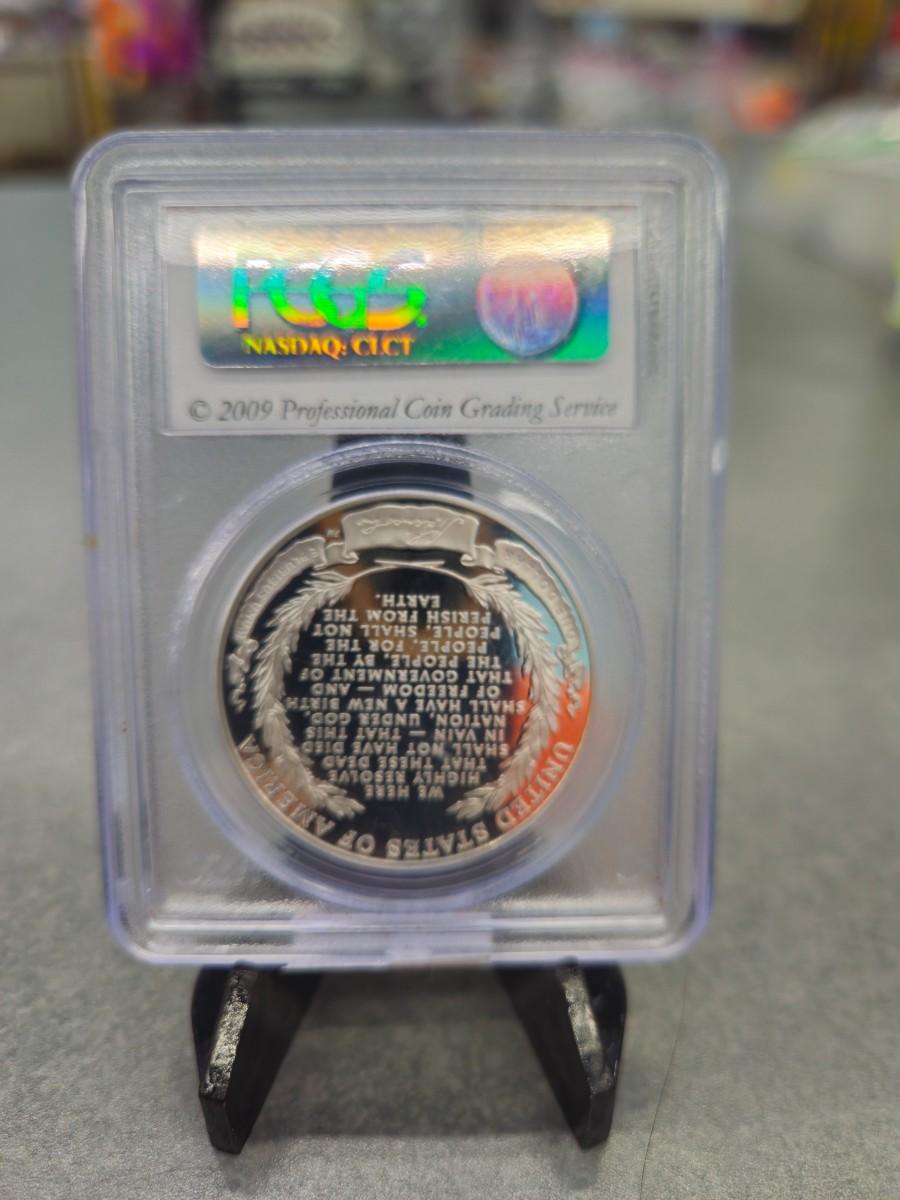 PCGS
NASDAQ: CLCT
© 2009 Professional Coin Grading Service
WE HERE
HIGHLY RESOLVE
THAT THESE DEAD
SHALL NOT HAVE DIED
IN VAIN — THAT THIS
NATION, UNDER GOD,
SHALL HAVE A NEW BIRTH
OF FREEDOM — AND
THAT GOVERNMENT OF
THE PEOPLE, BY THE
PEOPLE, FOR THE
PEOPLE, SHALL NOT
PERISH FROM THE
EARTH.
UNITED STATES OF AMERICA